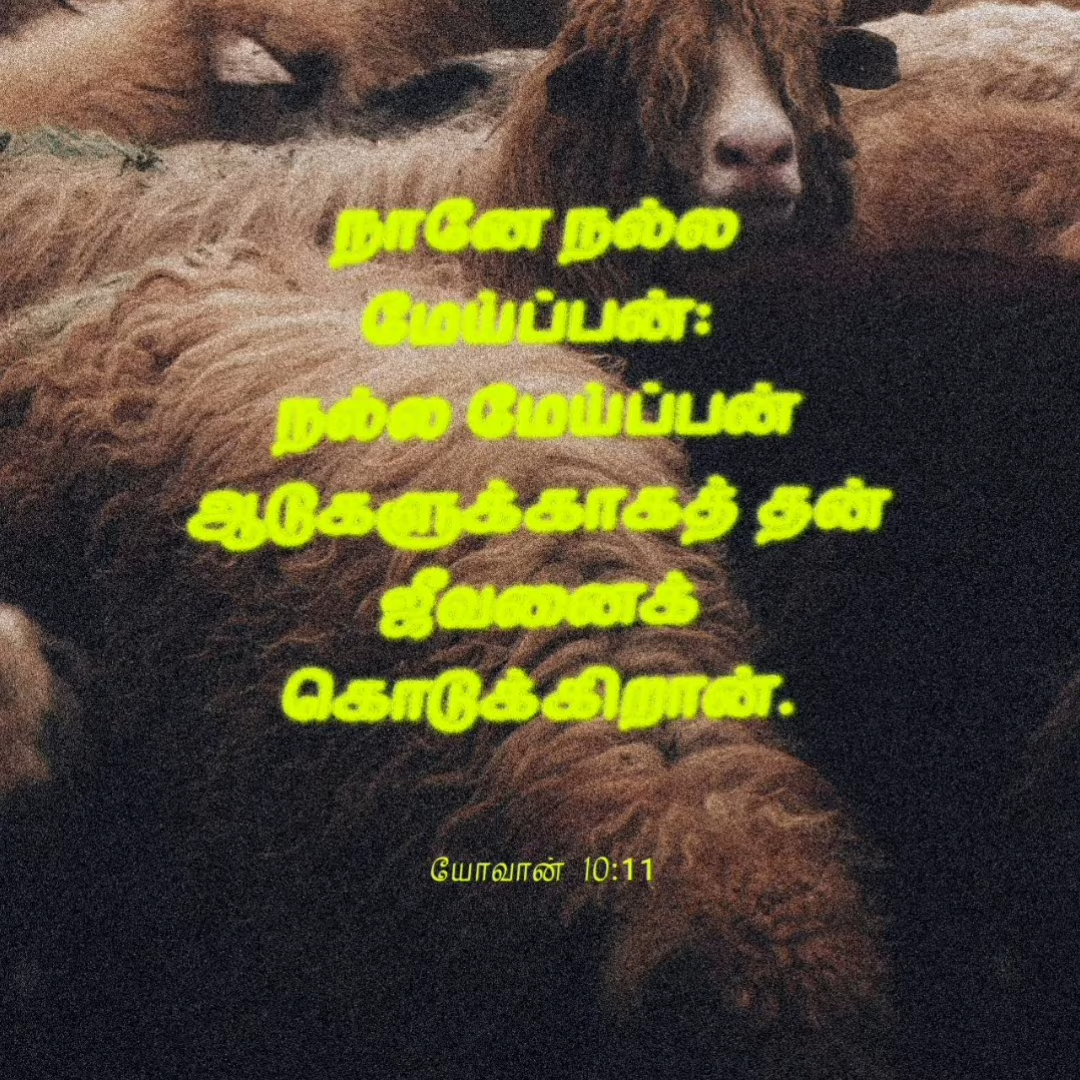 நானே நல்ல
மேய்ப்பன்:
நல்ல மேய்ப்பன்
ஆடுகளுக்காகத் தன்
ஜீவனைக்
கொடுக்கிறான்.
யோவான் 10:11